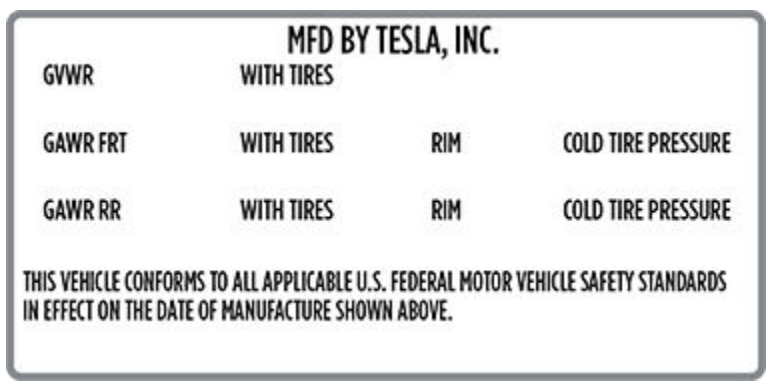 MFD BY TESLA, INC.
GVWR WITH TIRES
GAWR FRT WITH TIRES RIM COLD TIRE PRESSURE
GAWR RR WITH TIRES RIM COLD TIRE PRESSURE
THIS VEHICLE CONFORMS TO ALL APPLICABLE U.S. FEDERAL MOTOR VEHICLE SAFETY STANDARDS
IN EFFECT ON THE DATE OF MANUFACTURE SHOWN ABOVE.